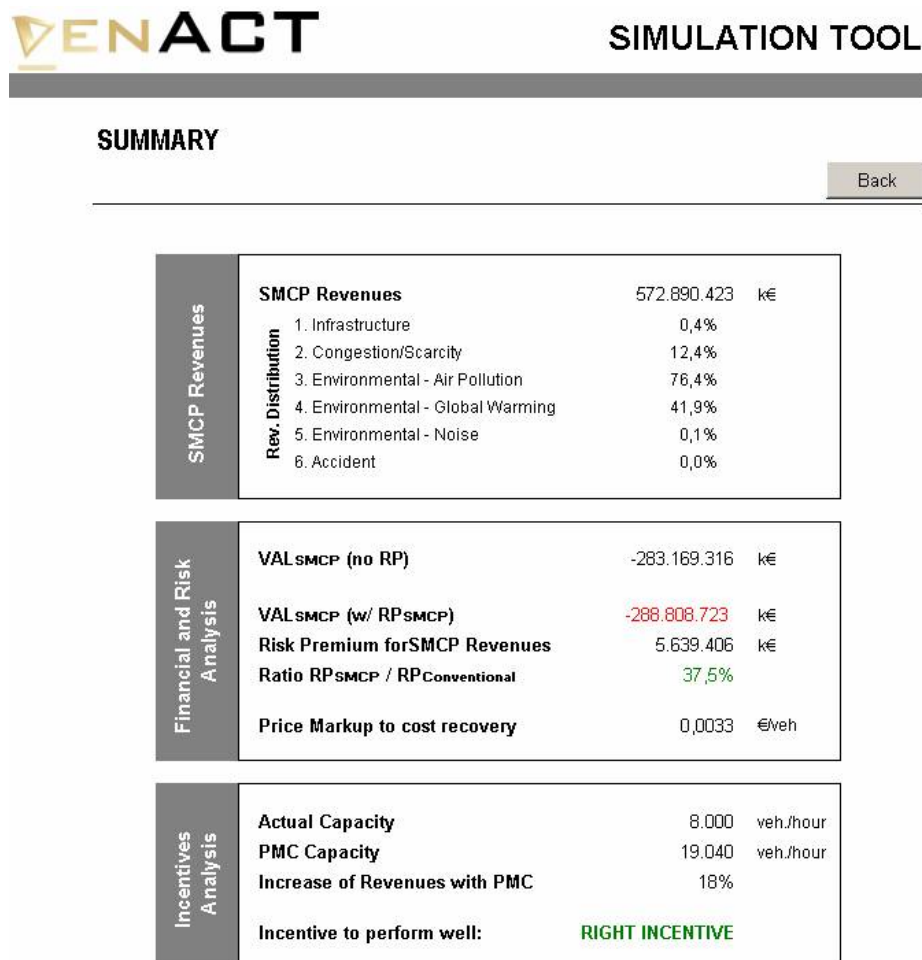 ENACT
SIMULATION TOOL
SUMMARY
Back
SMCP Revenues
SMCP Revenues 572.890.423 k€
Rev. Distribution
1. Infrastructure 0,4%
2. Congestion/Scarcity 12,4%
3. Environmental - Air Pollution 76,4%
4. Environmental - Global Warming 41,9%
5. Environmental - Noise 0,1%
6. Accident 0,0%
Financial and Risk
Analysis
VALSMCP (no RP) -283.169.316 k€
VALSMCP (w/ RPSMCP) -288.808.723 k€
Risk Premium forSMCP Revenues 5.639.406 k€
Ratio RPSMCP / RPConventional 37,5%
Price Markup to cost recovery 0,0033 €/veh
Incentives
Analysis
Actual Capacity 8.000 veh./hour
PMC Capacity 19.040 veh./hour
Increase of Revenues with PMC 18%
Incentive to perform well: RIGHT INCENTIVE